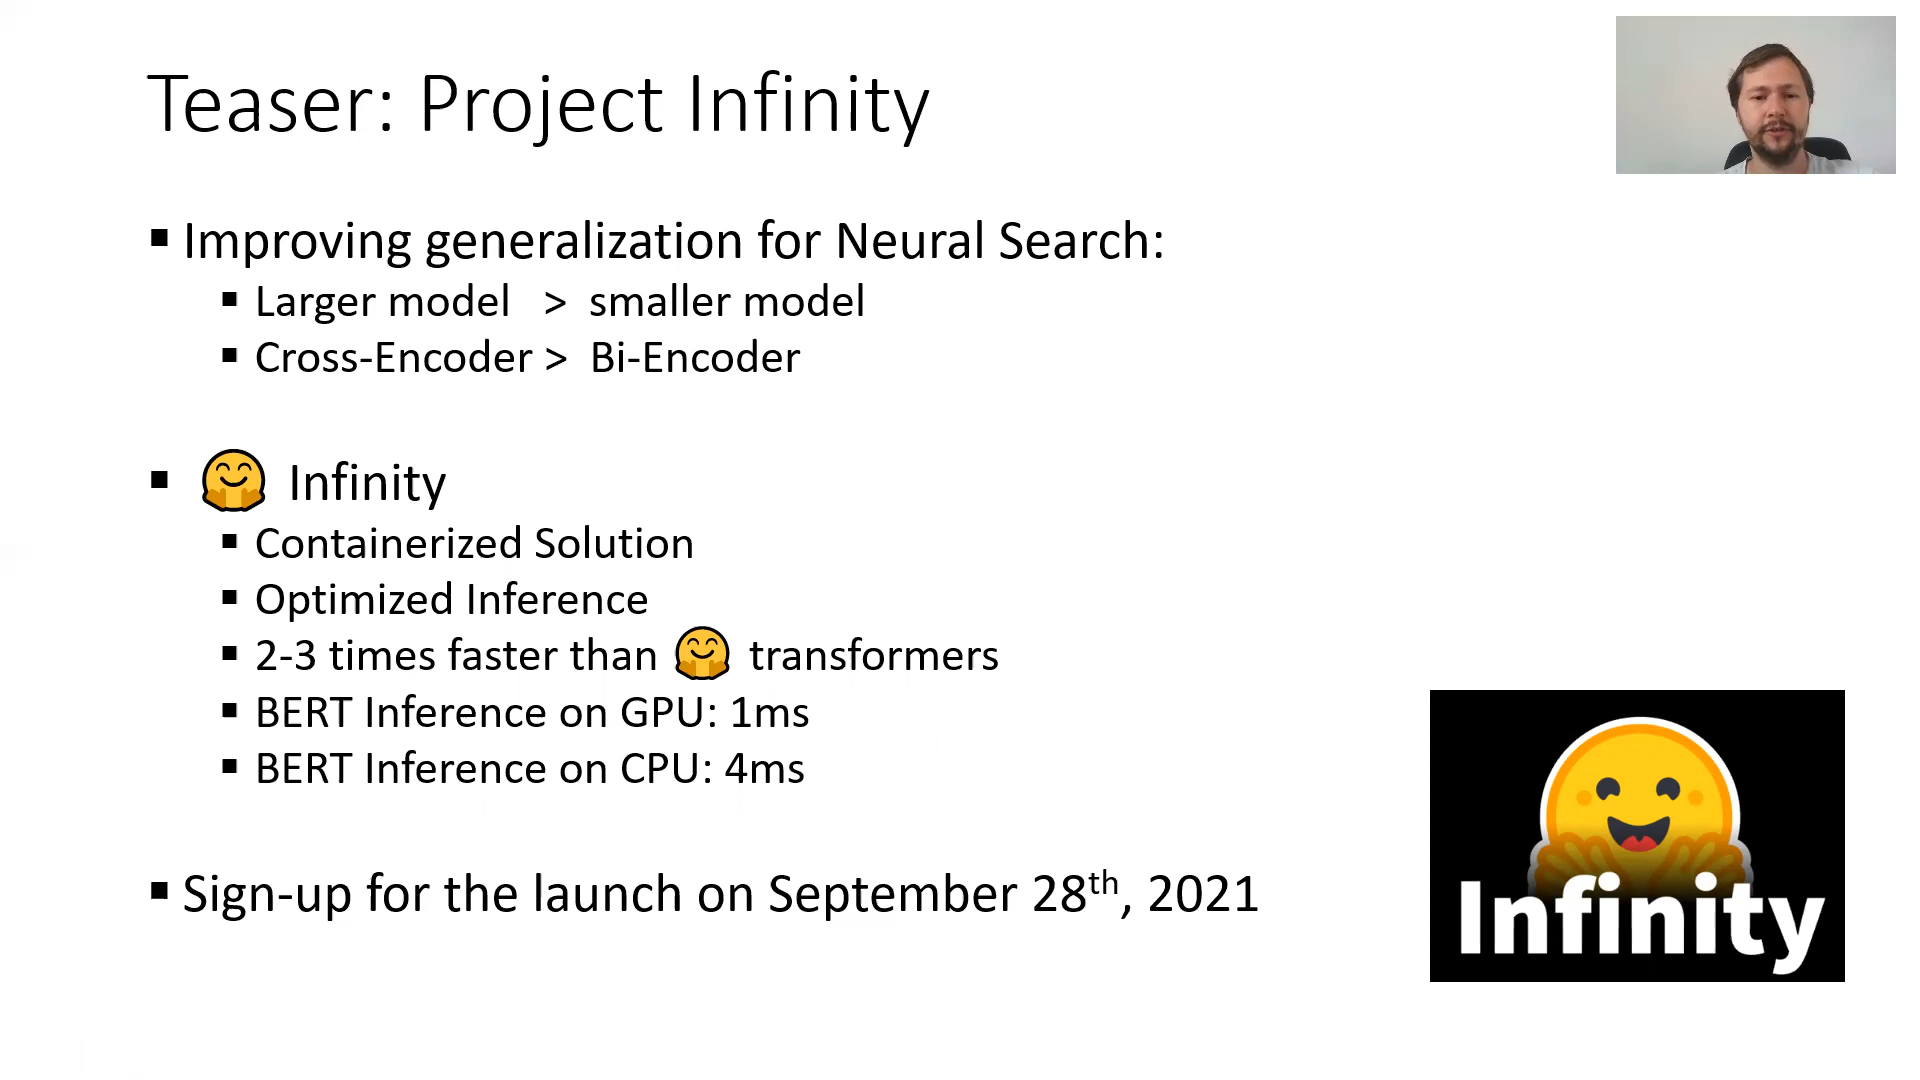 Teaser: Project Infinity
Improving generalization for Neural Search:
Larger model > smaller model
Cross-Encoder > Bi-Encoder
🤗 Infinity
Containerized Solution
Optimized Inference
2-3 times faster than 🤗 transformers
BERT Inference on GPU: 1ms
BERT Inference on CPU: 4ms
Sign-up for the launch on September 28th, 2021
Infinity